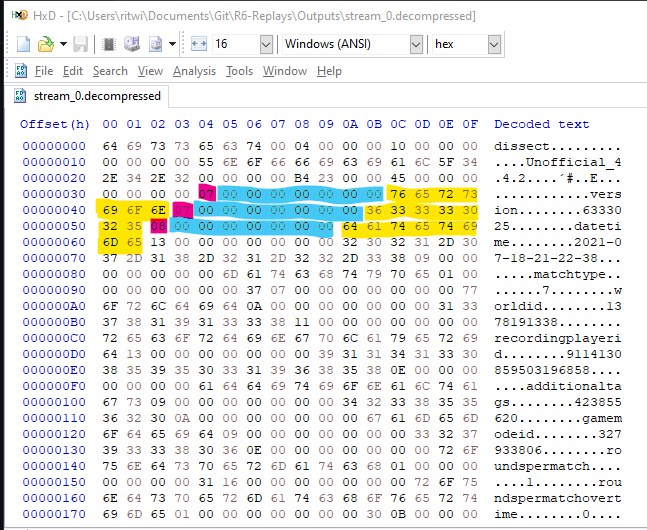 HxD - [C:\Users\ritwi\Documents\Git\R6-Replays\Outputs\stream_0.decompressed]
16 Windows (ANSI) hex
File Edit Search View Analysis Tools Window Help
stream_0.decompressed
Offset(h) 00 01 02 03 04 05 06 07 08 09 0A 0B 0C 0D 0E 0F Decoded text
00000000 64 69 73 73 65 63 74 00 04 00 00 00 10 00 00 00 dissect.........
00000010 00 00 00 00 55 6E 6F 66 66 69 63 69 61 6C 5F 34 ....Unofficial_4
00000020 2E 34 2E 32 00 00 00 00 B4 23 00 00 45 00 00 00 .4.2....´#..E...
00000030 00 00 00 00 07 00 00 00 00 00 00 00 76 65 72 73 ............vers
00000040 69 6F 6E 07 00 00 00 00 00 00 00 36 33 33 33 30 ion........63330
00000050 32 35 08 00 00 00 00 00 00 00 64 61 74 65 74 69 25........dateti
00000060 6D 65 13 00 00 00 00 00 00 00 32 30 32 31 2D 30 me........2021-0
00000070 37 2D 31 38 2D 32 31 2D 32 32 2D 33 38 09 00 00 7-18-21-22-38...
00000080 00 00 00 00 00 6D 61 74 63 68 74 79 70 65 01 00 .....matchtype..
00000090 00 00 00 00 00 00 37 07 00 00 00 00 00 00 00 77 ......7........w
000000A0 6F 72 6C 64 69 64 0A 00 00 00 00 00 00 00 31 33 orldid........13
000000B0 37 38 31 39 31 33 33 38 11 00 00 00 00 00 00 00 78191338........
000000C0 72 65 63 6F 72 64 69 6E 67 70 6C 61 79 65 72 69 recordingplayeri
000000D0 64 13 00 00 00 00 00 00 00 39 31 31 34 31 33 30 d........9114130
000000E0 38 35 39 35 30 33 31 39 36 38 35 38 0E 00 00 00 859503196858....
000000F0 00 00 00 00 61 64 64 69 74 69 6F 6E 61 6C 74 61 ....additionalta
00000100 67 73 09 00 00 00 00 00 00 00 34 32 33 38 35 35 gs........423855
00000110 36 32 30 0A 00 00 00 00 00 00 00 67 61 6D 65 6D 620........gamem
00000120 6F 64 65 69 64 09 00 00 00 00 00 00 00 33 32 37 odeid........327
00000130 39 33 33 38 30 36 0E 00 00 00 00 00 00 00 72 6F 933806........ro
00000140 75 6E 64 73 70 65 72 6D 61 74 63 68 01 00 00 00 undspermatch....
00000150 00 00 00 00 31 16 00 00 00 00 00 00 00 72 6F 75 ....1........rou
00000160 6E 64 73 70 65 72 6D 61 74 63 68 6F 76 65 72 74 ndspermatchovert
00000170 69 6D 65 01 00 00 00 00 00 00 00 30 0B 00 00 00 ime........0....